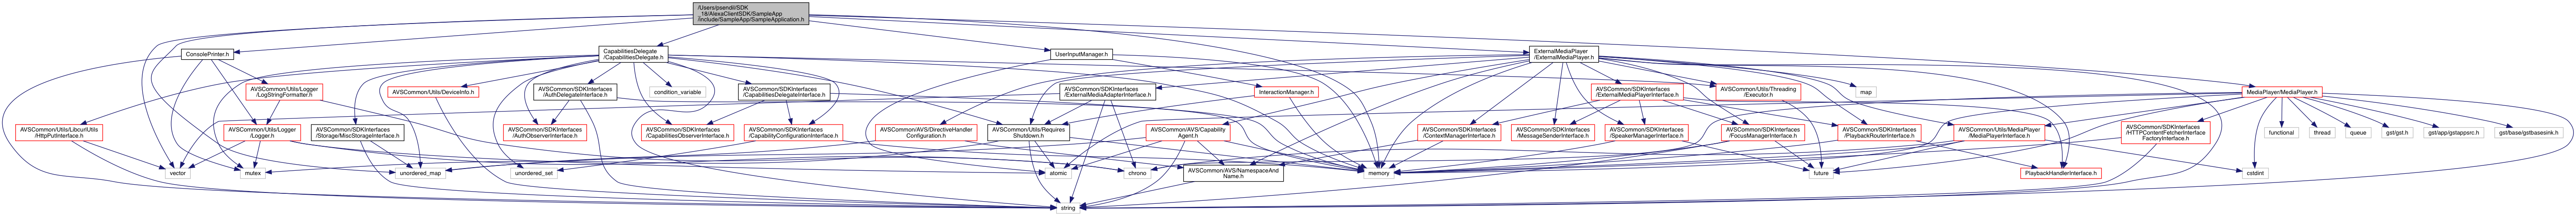 /Users/psendil/SDK
_18/AlexaClientSDK/SampleApp
/include/SampleApp/SampleApplication.h
ConsolePrinter.h
CapabilitiesDelegate
/CapabilitiesDelegate.h
UserInputManager.h
ExternalMediaPlayer
/ExternalMediaPlayer.h
AVSCommon/Utils/Logger
/LogStringFormatter.h
AVSCommon/Utils/DeviceInfo.h
AVSCommon/SDKInterfaces
/AuthDelegateInterface.h
condition_variable
AVSCommon/SDKInterfaces
/CapabilitiesDelegateInterface.h
AVSCommon/SDKInterfaces
/ExternalMediaAdapterInterface.h
InteractionManager.h
AVSCommon/SDKInterfaces
/ExternalMediaPlayerInterface.h
AVSCommon/Utils/Threading
/Executor.h
map
MediaPlayer/MediaPlayer.h
AVSCommon/Utils/LibcurlUtils
/HttpPutInterface.h
AVSCommon/Utils/Logger
/Logger.h
AVSCommon/SDKInterfaces
/Storage/MiscStorageInterface.h
AVSCommon/SDKInterfaces
/AuthObserverInterface.h
AVSCommon/SDKInterfaces
/CapabilitiesObserverInterface.h
AVSCommon/SDKInterfaces
/CapabilityConfigurationInterface.h
AVSCommon/AVS/DirectiveHandler
Configuration.h
AVSCommon/Utils/Requires
Shutdown.h
AVSCommon/AVS/Capability
Agent.h
AVSCommon/SDKInterfaces
/ContextManagerInterface.h
AVSCommon/SDKInterfaces
/MessageSenderInterface.h
AVSCommon/SDKInterfaces
/SpeakerManagerInterface.h
AVSCommon/SDKInterfaces
/FocusManagerInterface.h
AVSCommon/SDKInterfaces
/PlaybackRouterInterface.h
AVSCommon/Utils/MediaPlayer
/MediaPlayerInterface.h
AVSCommon/SDKInterfaces
/HTTPContentFetcherInterface
FactoryInterface.h
functional
thread
queue
gst/gst.h
gst/app/gstappsrc.h
gst/base/gstbasesink.h
vector
mutex
unordered_map
unordered_set
atomic
chrono
AVSCommon/AVS/NamespaceAnd
Name.h
memory
future
PlaybackHandlerInterface.h
cstdint
string